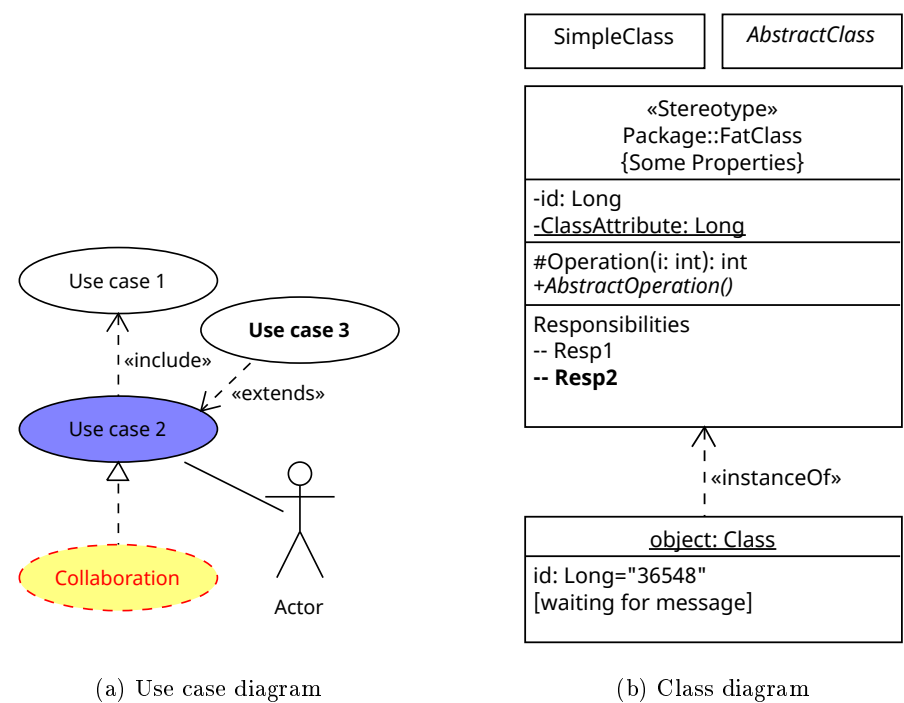 Use case 1
Use case 3
«include»
«extends»
Use case 2
Collaboration
Actor
(a) Use case diagram
SimpleClass
AbstractClass
«Stereotype»
Package::FatClass
{Some Properties}
-id: Long
-ClassAttribute: Long
#Operation(i: int): int
+AbstractOperation()
Responsibilities
-- Resp1
-- Resp2
«instanceOf»
object: Class
id: Long="36548"
[waiting for message]
(b) Class diagram